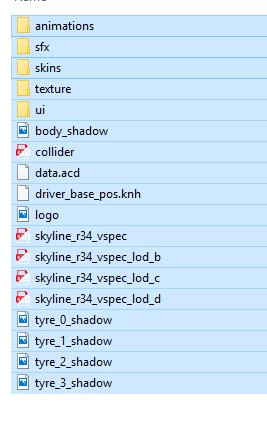 animations
sfx
skins
texture
ui
body_shadow
collider
data.acd
driver_base_pos.knh
logo
skyline_r34_vspec
skyline_r34_vspec_lod_b
skyline_r34_vspec_lod_c
skyline_r34_vspec_lod_d
tyre_0_shadow
tyre_1_shadow
tyre_2_shadow
tyre_3_shadow